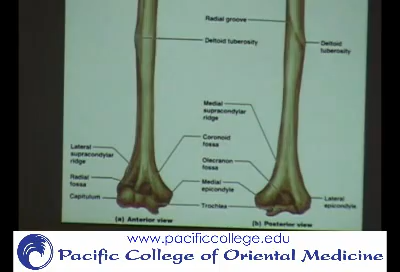 Radial groove
Deltoid tuberosity
Deltoid
tuberosity
Medial
supracondylar
ridge
Lateral
supracondylar
ridge
Coronoid
fossa
Olecranon
fossa
Radial
fossa
Medial
epicondyle
Capitulum
Trochlea
Lateral
epicondyle
(a) Anterior view
(b) Posterior view
www.pacificcollege.edu
Pacific College of Oriental Medicine